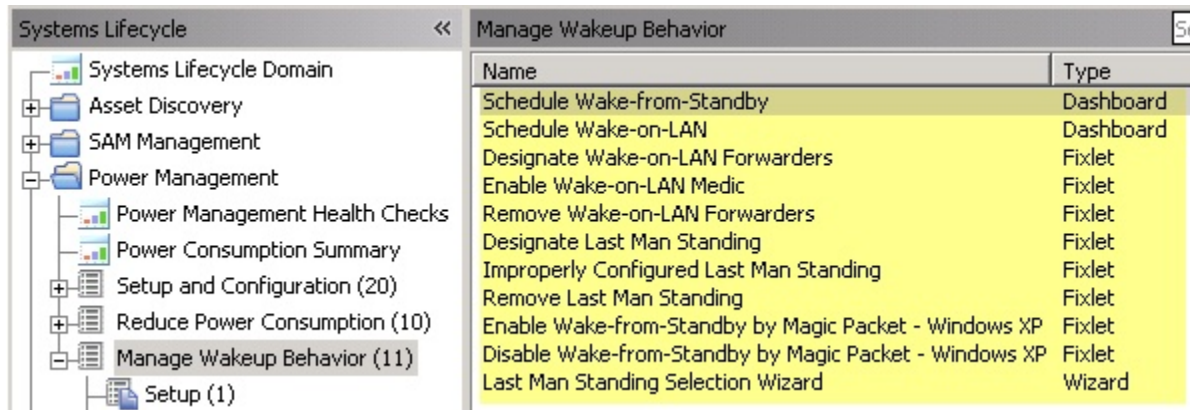 Systems Lifecycle «
Systems Lifecycle Domain
Asset Discovery
SAM Management
Power Management
Power Management Health Checks
Power Consumption Summary
Setup and Configuration (20)
Reduce Power Consumption (10)
Manage Wakeup Behavior (11)
Setup (1)
Manage Wakeup Behavior
Name Type
Schedule Wake-from-Standby Dashboard
Schedule Wake-on-LAN Dashboard
Designate Wake-on-LAN Forwarders Fixlet
Enable Wake-on-LAN Medic Fixlet
Remove Wake-on-LAN Forwarders Fixlet
Designate Last Man Standing Fixlet
Improperly Configured Last Man Standing Fixlet
Remove Last Man Standing Fixlet
Enable Wake-from-Standby by Magic Packet - Windows XP Fixlet
Disable Wake-from-Standby by Magic Packet - Windows XP Fixlet
Last Man Standing Selection Wizard Wizard